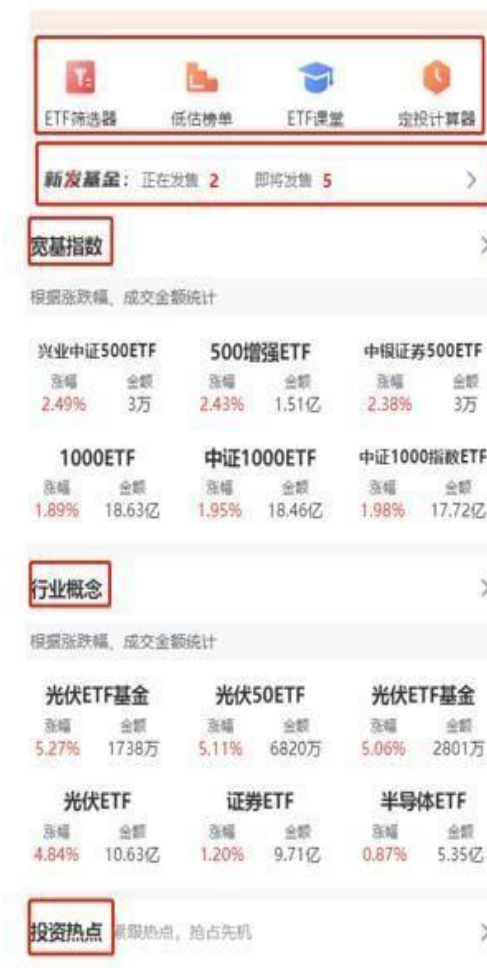 ETF筛选器 低估榜单 ETF课堂 定投计算器
新发基金: 正在发售 2 即将发售 5
宽基指数
根据涨跌幅、成交金额统计
兴业中证500ETF 500增强ETF 中银证券500ETF
涨幅 金额 涨幅 金额 涨幅 金额
2.49% 3万 2.43% 1.51亿 2.38% 3万
1000ETF 中证1000ETF 中证1000指数ETF
涨幅 金额 涨幅 金额 涨幅 金额
1.89% 18.63亿 1.95% 18.46亿 1.98% 17.72亿
行业概念
根据涨跌幅、成交金额统计
光伏ETF基金 光伏50ETF 光伏ETF基金
涨幅 金额 涨幅 金额 涨幅 金额
5.27% 1738万 5.11% 6820万 5.06% 2801万
光伏ETF 证券ETF 半导体ETF
涨幅 金额 涨幅 金额 涨幅 金额
4.84% 10.63亿 1.20% 9.71亿 0.87% 5.35亿
投资热点 紧跟热点，抢占先机